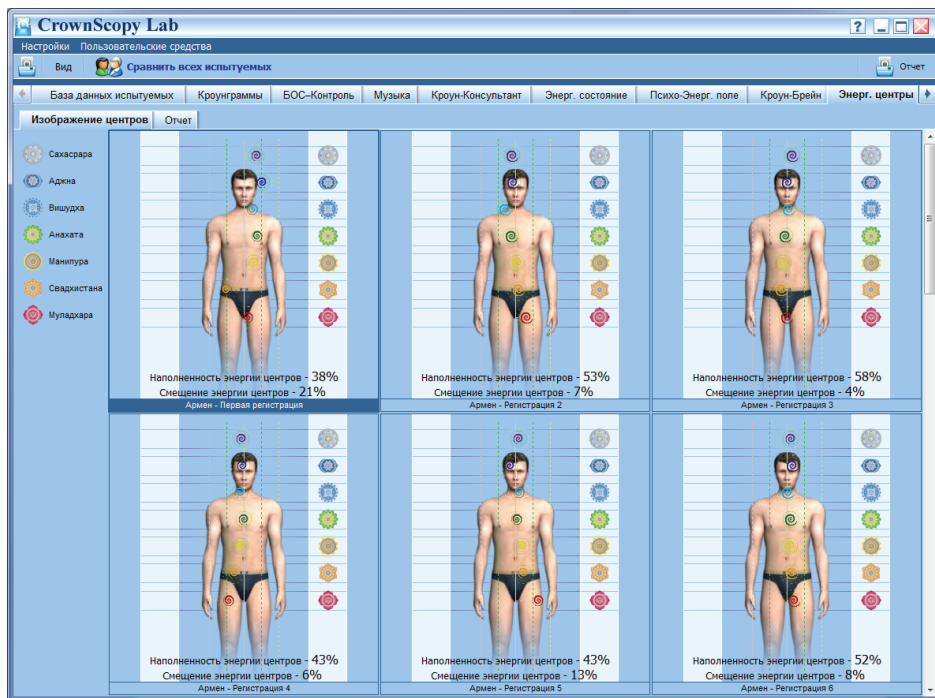 CrownScopy Lab
Настройки Пользовательские средства
Вид Сравнить всех испытуемых Отчет
База данных испытуемых Кроунграммы БОС–Контроль Музыка Кроун-Консультант Энерг. состояние Психо-Энерг. поле Кроун-Брейн Энерг. центры
Изображение центров Отчет
Сахасрара
Аджна
Вишудха
Анахата
Манипура
Свадхистана
Муладхара
Наполненность энергии центров - 38%
Смещение энергии центров - 21%
Армен - Первая регистрация
Наполненность энергии центров - 53%
Смещение энергии центров - 7%
Армен - Регистрация 2
Наполненность энергии центров - 58%
Смещение энергии центров - 4%
Армен - Регистрация 3
Наполненность энергии центров - 43%
Смещение энергии центров - 6%
Армен - Регистрация 4
Наполненность энергии центров - 43%
Смещение энергии центров - 13%
Армен - Регистрация 5
Наполненность энергии центров - 52%
Смещение энергии центров - 8%
Армен - Регистрация 6